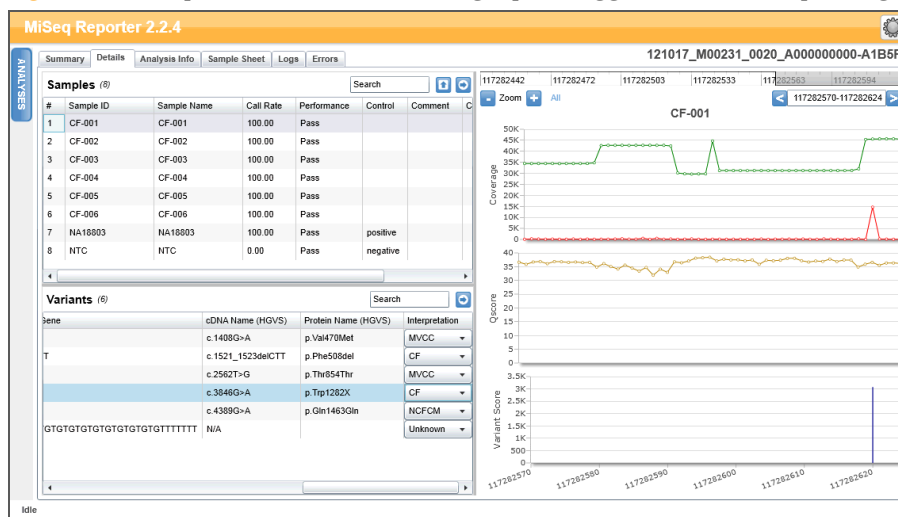 MiSeq Reporter 2.2.4
ANALYSES
Summary Details Analysis Info Sample Sheet Logs Errors
121017_M00231_0020_A000000000-A1B5F
Samples (8) Search
# Sample ID Sample Name Call Rate Performance Control Comment C
1 CF-001 CF-001 100.00 Pass
2 CF-002 CF-002 100.00 Pass
3 CF-003 CF-003 100.00 Pass
4 CF-004 CF-004 100.00 Pass
5 CF-005 CF-005 100.00 Pass
6 CF-006 CF-006 100.00 Pass
7 NA18803 NA18803 100.00 Pass positive
8 NTC NTC 0.00 Pass negative
Variants (6) Search
Gene cDNA Name (HGVS) Protein Name (HGVS) Interpretation
c.1408G>A p.Val470Met MVCC
T c.1521_1523delCTT p.Phe508del CF
c.2562T>G p.Thr854Thr MVCC
c.3846G>A p.Trp1282X CF
c.4389G>A p.Gln1463Gln NCFCM
GTGTGTGTGTGTGTGTGTGTTTTTTT N/A Unknown
117282442 117282472 117282503 117282533 117282563 117282594
- Zoom + All < 117282570-117282624 >
CF-001
Coverage
50K
45K
40K
35K
30K
25K
20K
15K
10K
5K
0
Qscore
40
35
30
25
20
15
10
5
0
Variant Score
3.5K
3K
2.5K
2K
1.5K
1K
500
0
117282570 117282580 117282590 117282600 117282610 117282620
Idle